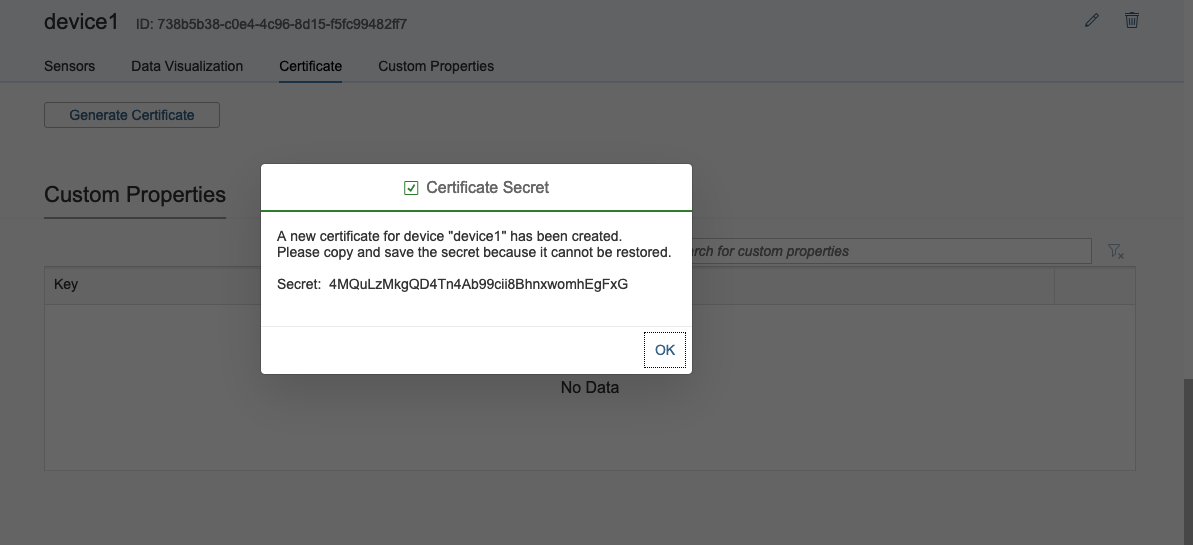 device1 ID: 738b5b38-c0e4-4c96-8d15-f5fc99482ff7
Sensors Data Visualization Certificate Custom Properties
Generate Certificate
Certificate Secret
Custom Properties
A new certificate for device "device1" has been created.
Please copy and save the secret because it cannot be restored.
for custom properties
Key
Secret: 4MQuLzMkgQD4Tn4Ab99cii8BhnxwomhEgFxG
OK
No Data